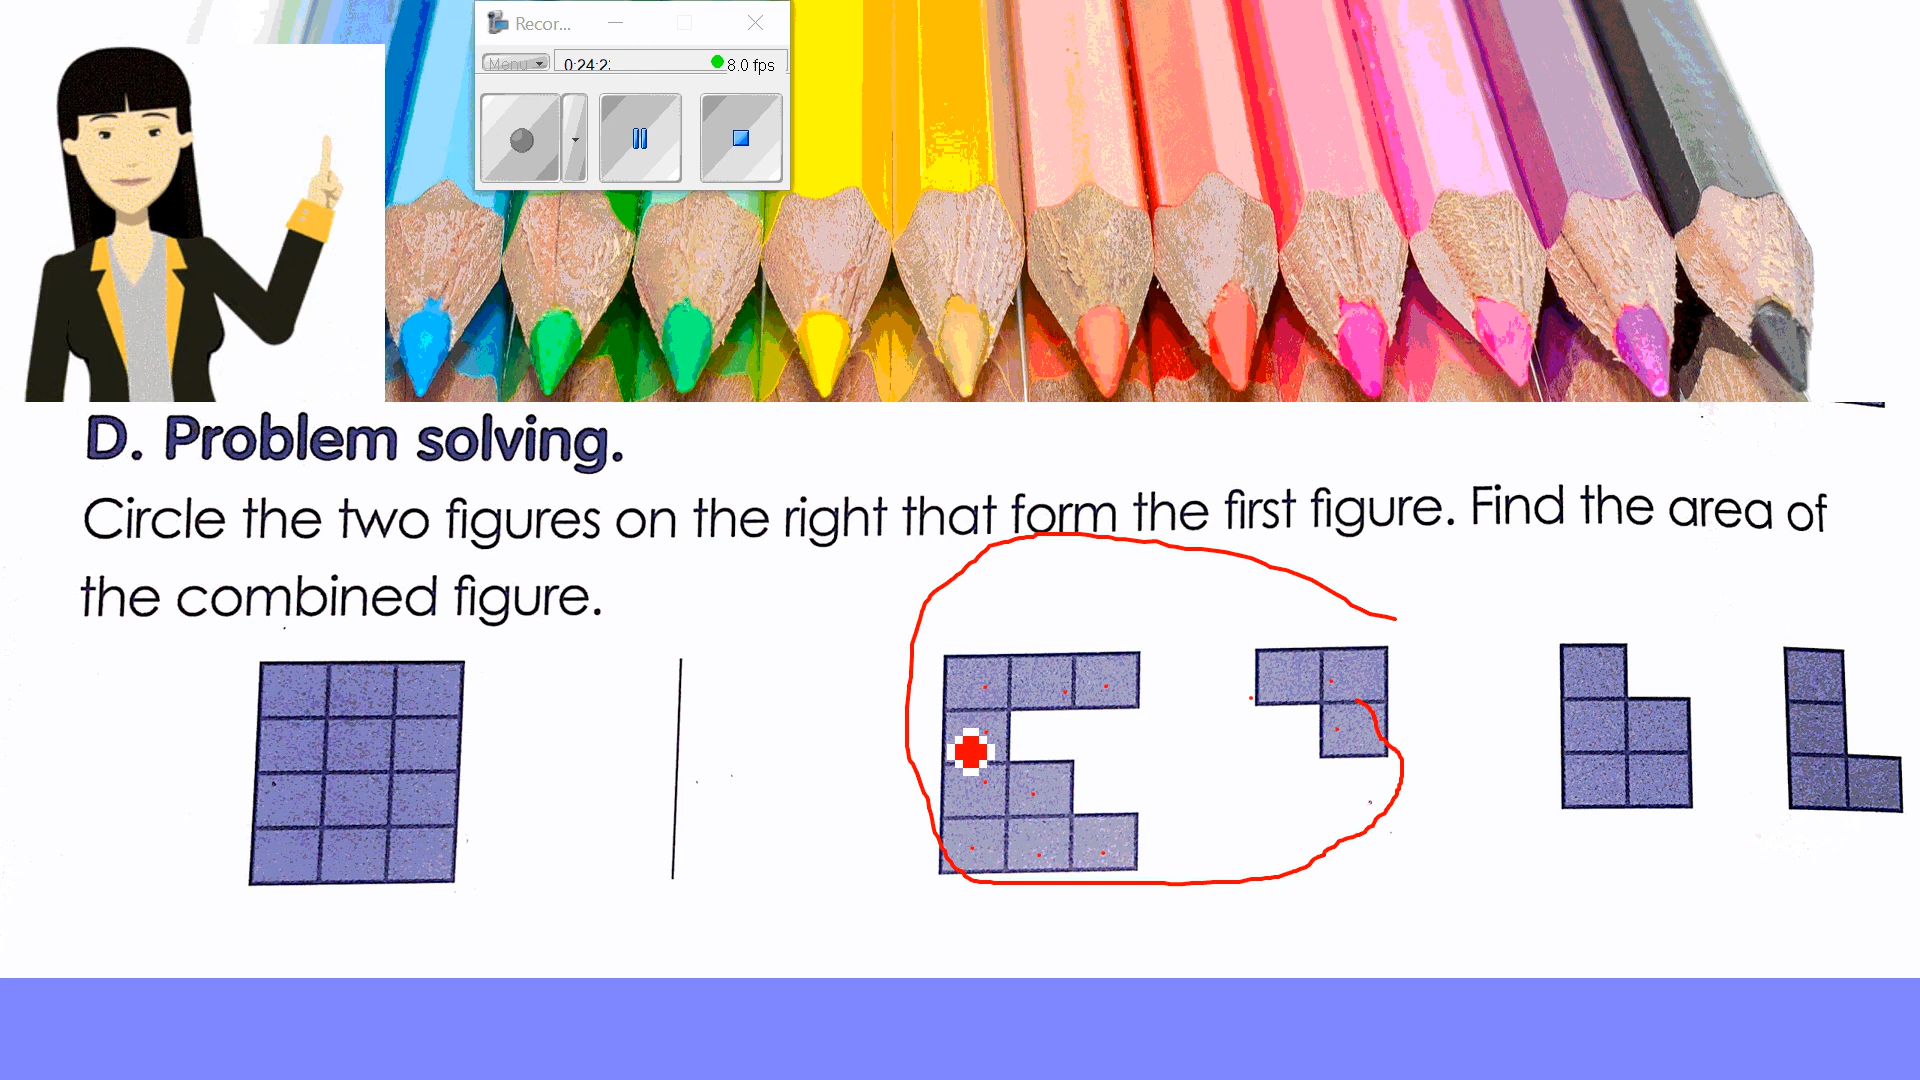 Recor...
Menu
0:24:2
8.0 fps
D. Problem solving.
Circle the two figures on the right that form the first figure. Find the area of
the combined figure.